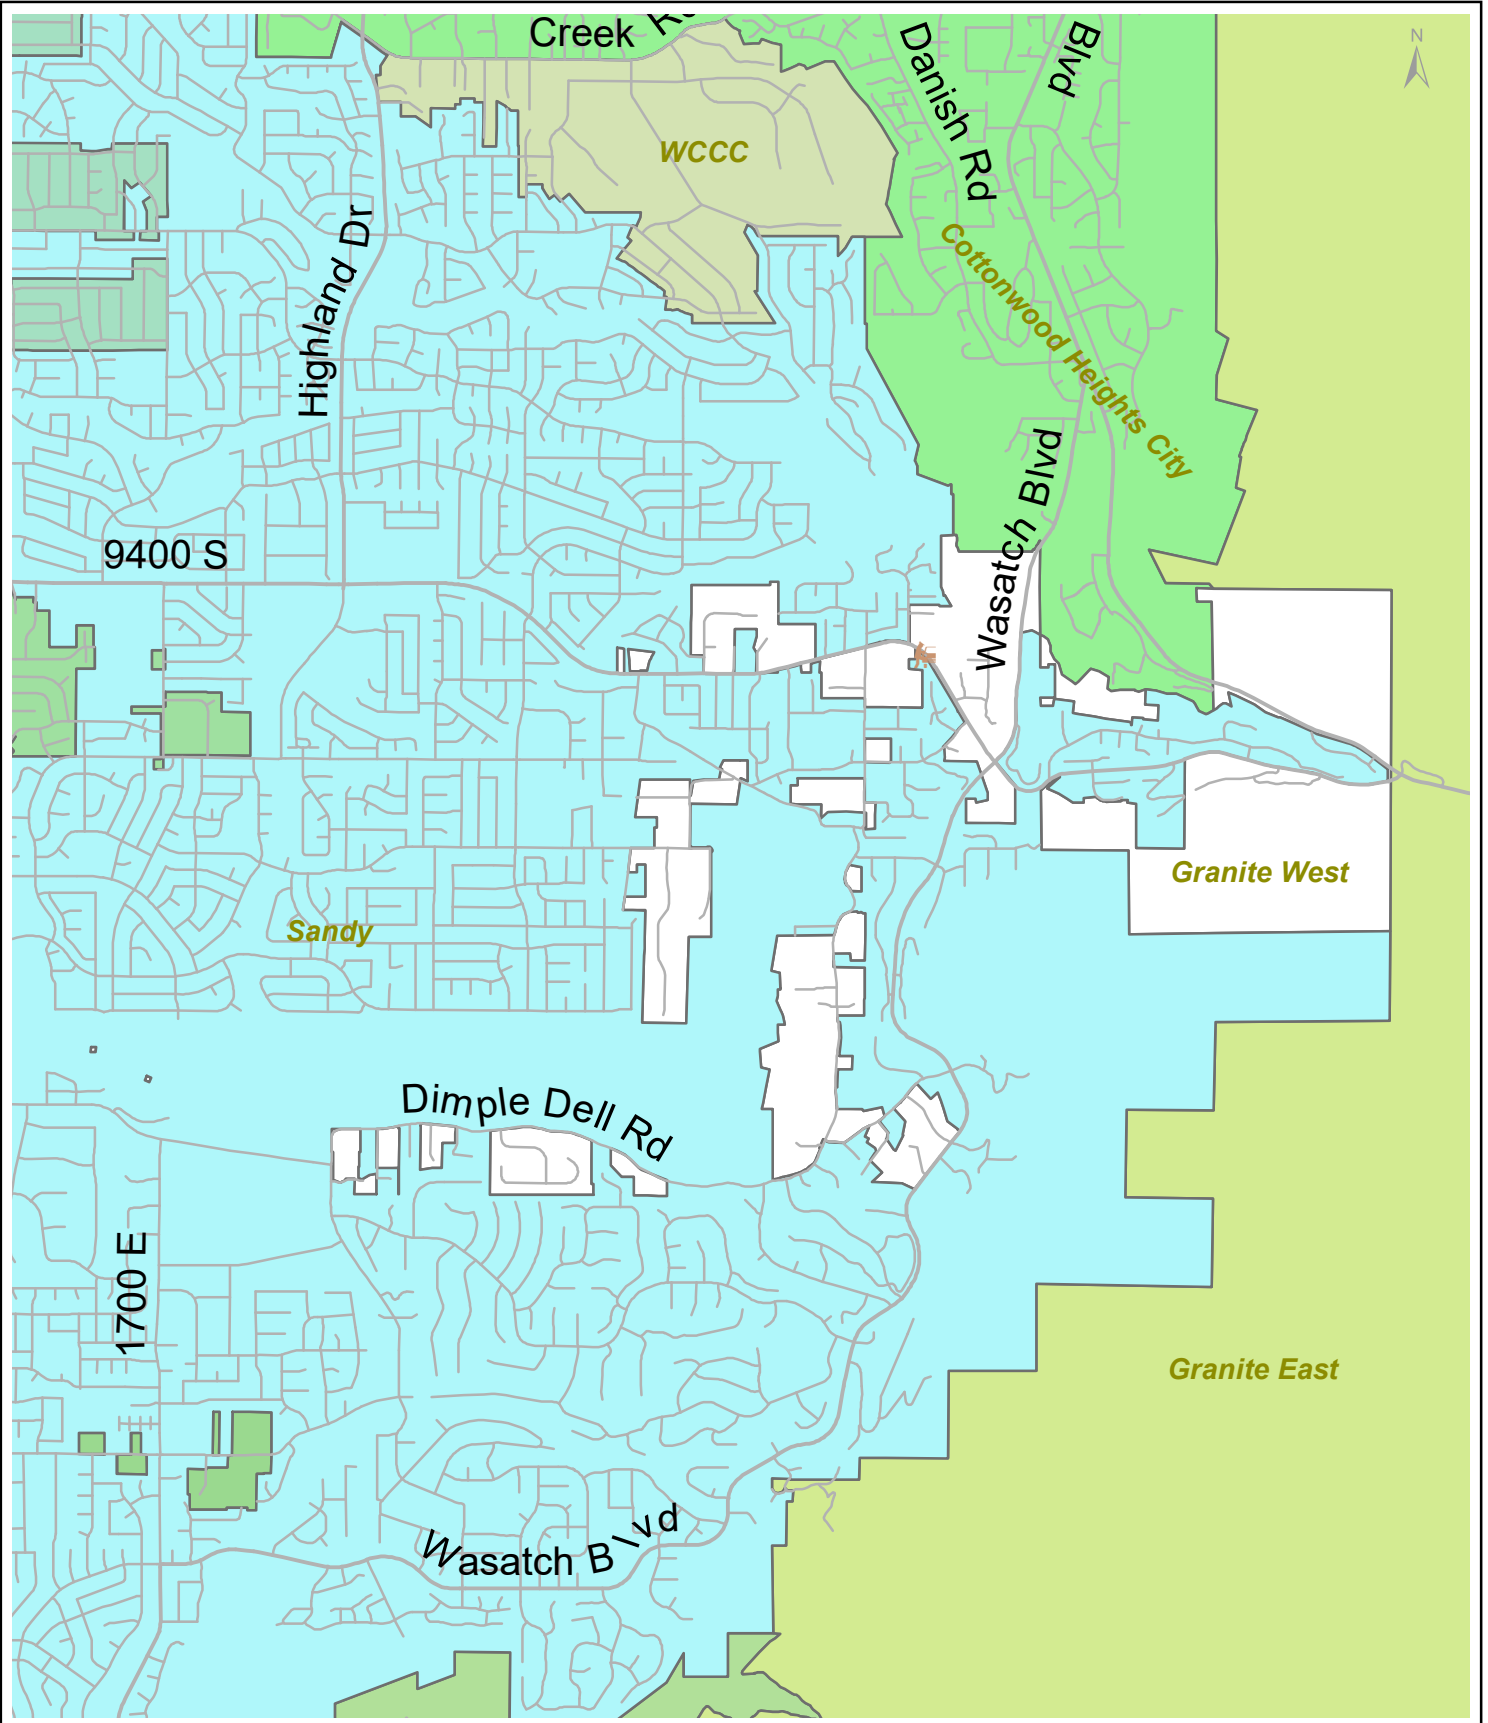 Creek
Danish Rd
Blvd
N
WCCC
Highland Dr
Cottonwood Heights City
Wasatch Blvd
9400 S
Granite West
Sandy
Dimple Dell Rd
1700 E
Granite East
Wasatch Blvd